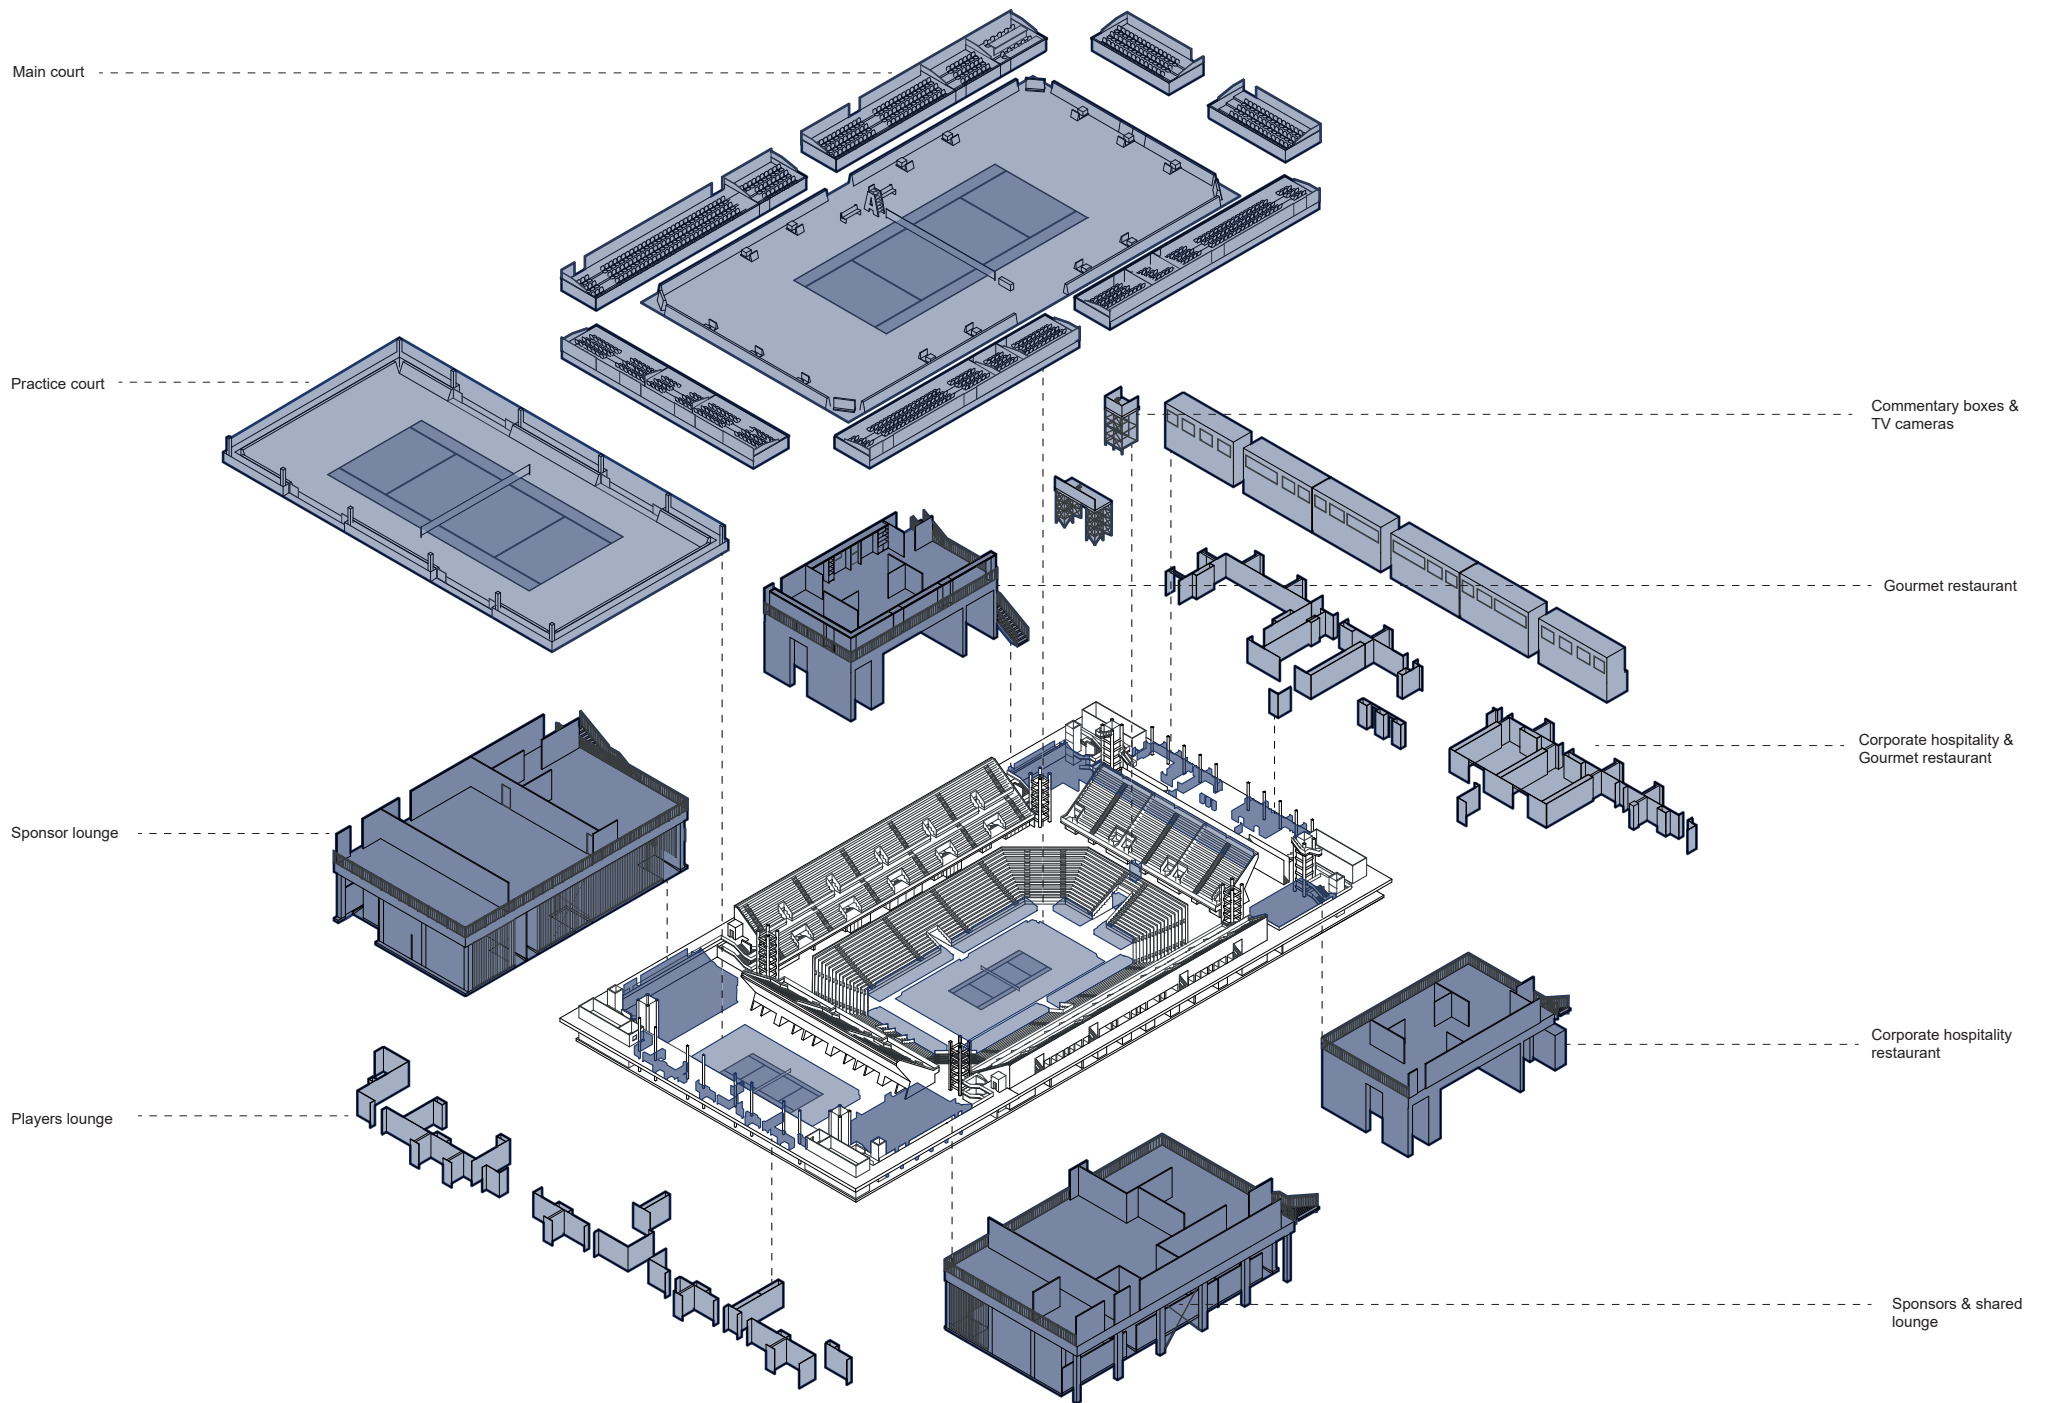 Main court
Practice court
Commentary boxes &
TV cameras
Gourmet restaurant
Corporate hospitality &
Gourmet restaurant
Sponsor lounge
Corporate hospitality
restaurant
Players lounge
Sponsors & shared
lounge